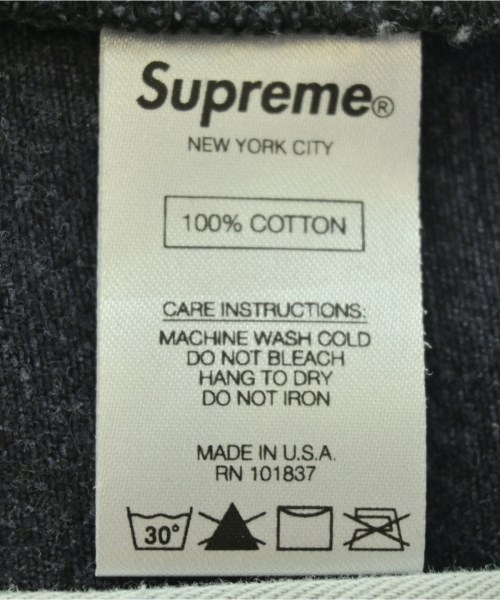 Supreme®
NEW YORK CITY
100% COTTON
CARE INSTRUCTIONS:
MACHINE WASH COLD
DO NOT BLEACH
HANG TO DRY
DO NOT IRON
MADE IN U.S.A.
RN 101837
30°